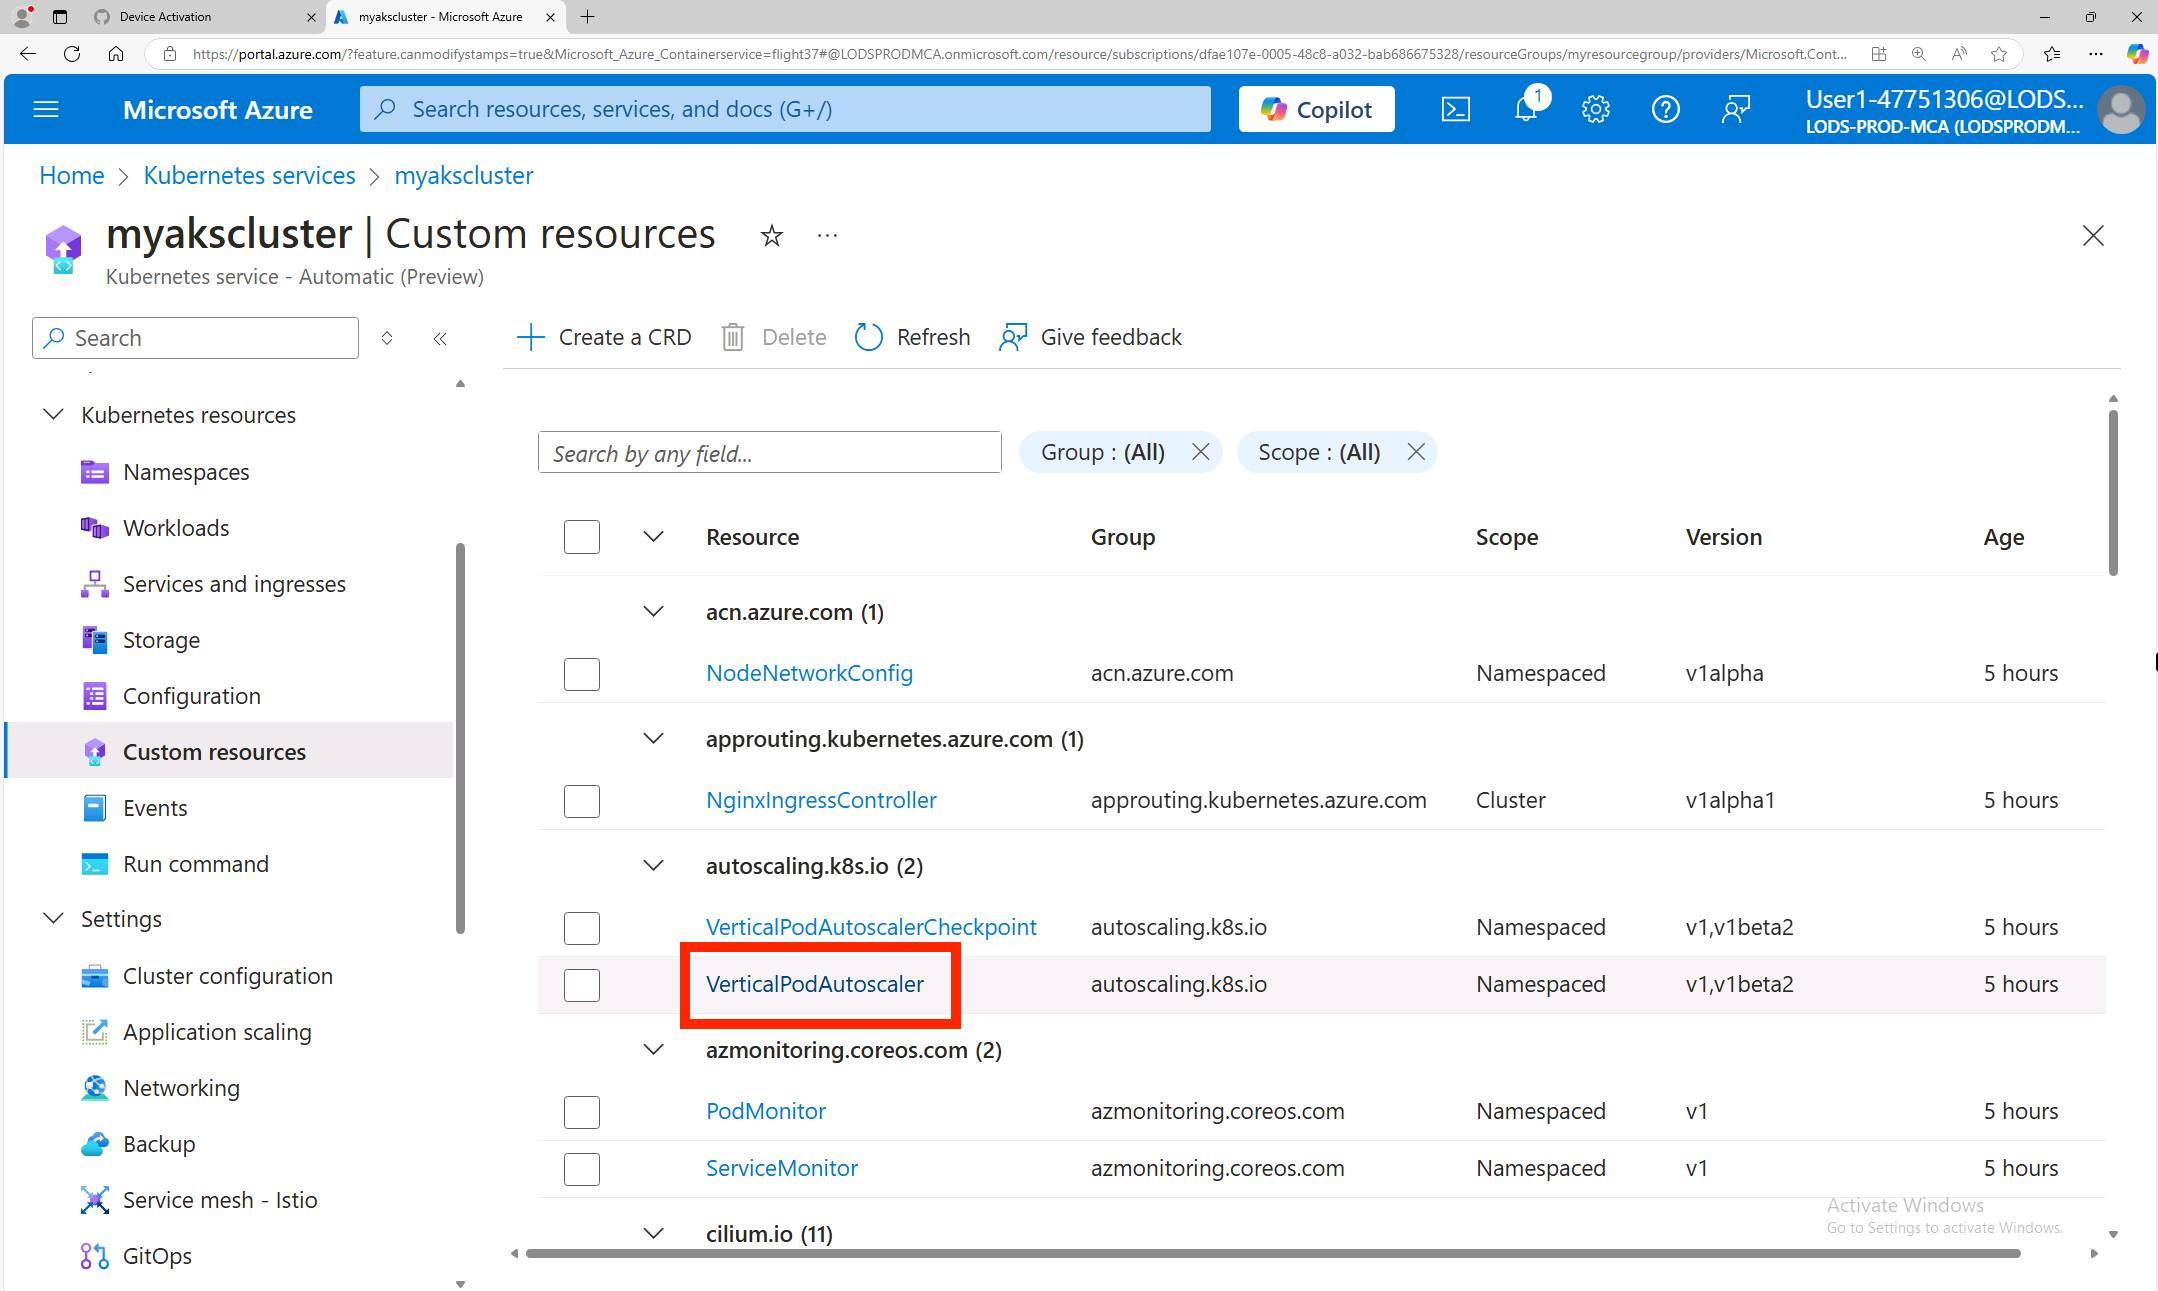 Device Activation
myakscluster - Microsoft Azure
https://portal.azure.com/?feature.canmodifystamps=true&Microsoft_Azure_Containerservice=flight37#@LODSPRODMCA.onmicrosoft.com/resource/subscriptions/dfae107e-0005-48c8-a032-bab686675328/resourceGroups/myresourcegroup/providers/Microsoft.Cont...
Microsoft Azure
Search resources, services, and docs (G+/)
Copilot
1
User1-47751306@LODS...
LODS-PROD-MCA (LODSPRODM...
Home > Kubernetes services > myakscluster
myakscluster | Custom resources
Kubernetes service - Automatic (Preview)
Search
Create a CRD
Delete
Refresh
Give feedback
Kubernetes resources
Namespaces
Workloads
Services and ingresses
Storage
Configuration
Custom resources
Events
Run command
Settings
Cluster configuration
Application scaling
Networking
Backup
Service mesh - Istio
GitOps
Search by any field...
Group : (All)
Scope : (All)
Resource Group Scope Version Age
acn.azure.com (1)
NodeNetworkConfig acn.azure.com Namespaced v1alpha 5 hours
approuting.kubernetes.azure.com (1)
NginxIngressController approuting.kubernetes.azure.com Cluster v1alpha1 5 hours
autoscaling.k8s.io (2)
VerticalPodAutoscalerCheckpoint autoscaling.k8s.io Namespaced v1,v1beta2 5 hours
VerticalPodAutoscaler autoscaling.k8s.io Namespaced v1,v1beta2 5 hours
azmonitoring.coreos.com (2)
PodMonitor azmonitoring.coreos.com Namespaced v1 5 hours
ServiceMonitor azmonitoring.coreos.com Namespaced v1 5 hours
cilium.io (11)
Activate Windows
Go to Settings to activate Windows.